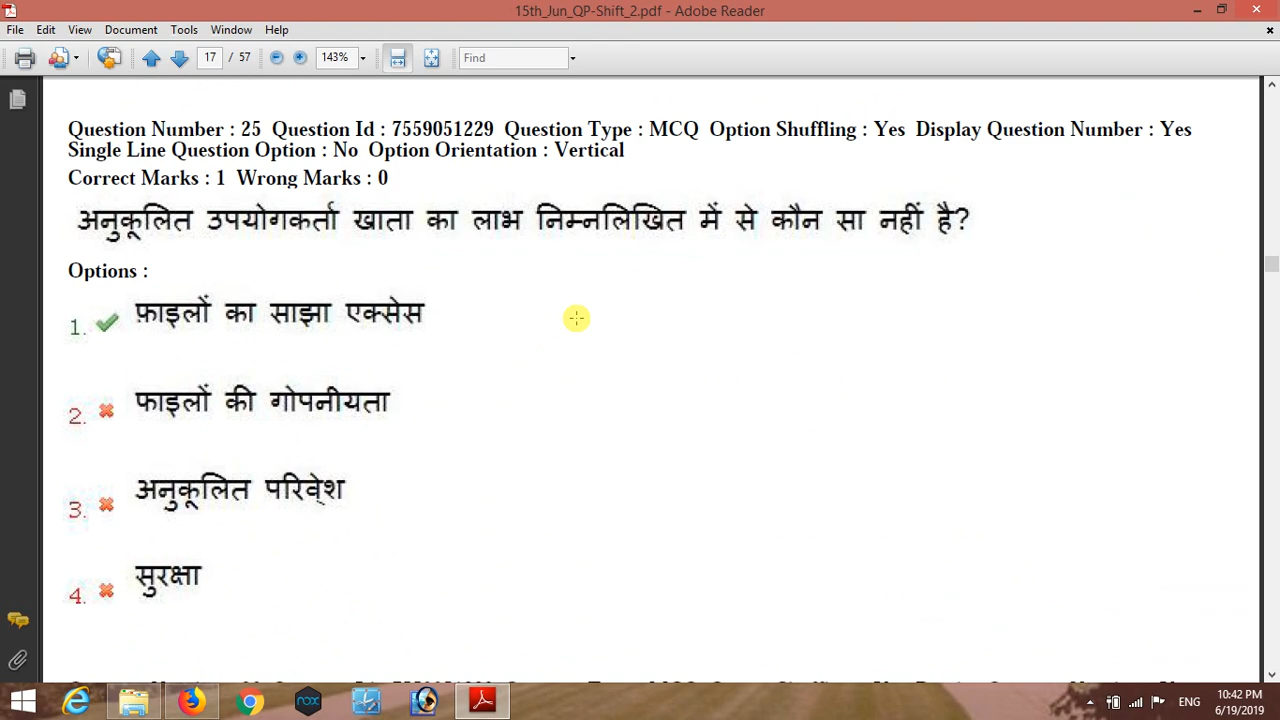 15th_Jun_QP-Shift_2.pdf - Adobe Reader
File Edit View Document Tools Window Help
17 / 57 143% Find
Question Number : 25 Question Id : 7559051229 Question Type : MCQ Option Shuffling : Yes Display Question Number : Yes
Single Line Question Option : No Option Orientation : Vertical
Correct Marks : 1 Wrong Marks : 0
अनुकूलित उपयोगकर्ता खाता का लाभ निम्नलिखित में से कौन सा नहीं है?
Options :
1. फ़ाइलों का साझा एक्सेस
2. फाइलों की गोपनीयता
3. अनुकूलित परिवे्श
4. सुरक्षा
nox ENG 10:42 PM
6/19/2019